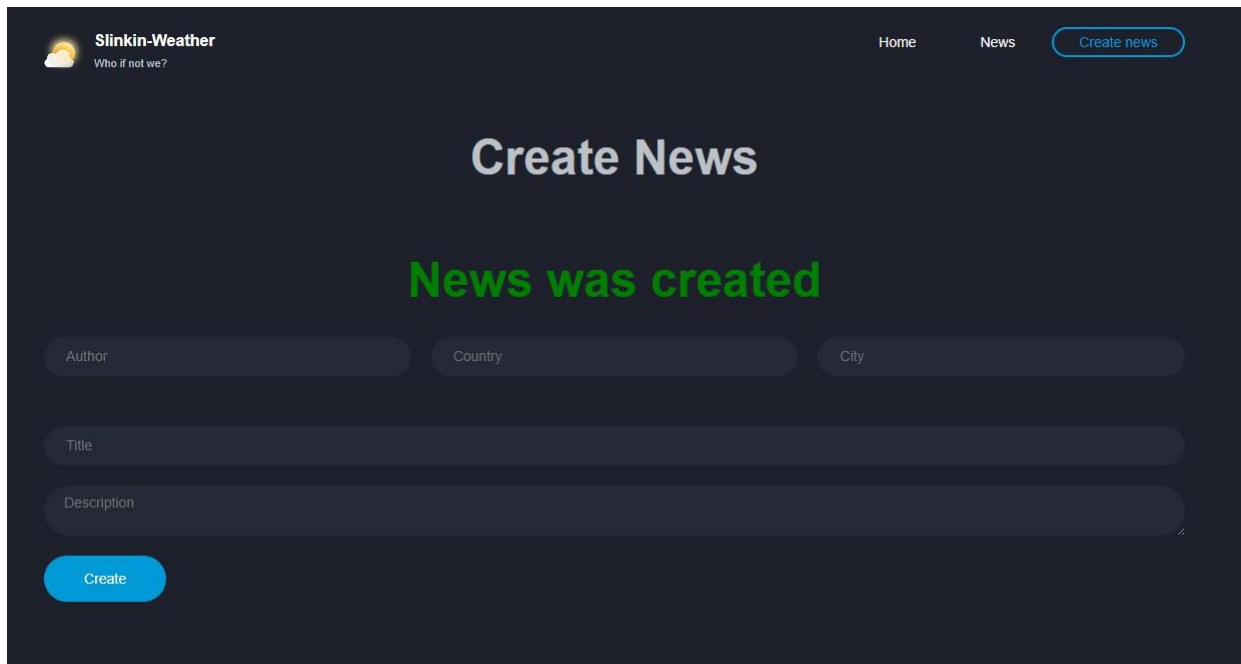 Slinkin-Weather
Who if not we?
Home News Create news
Create News
News was created
Author Country City
Title
Description
Create